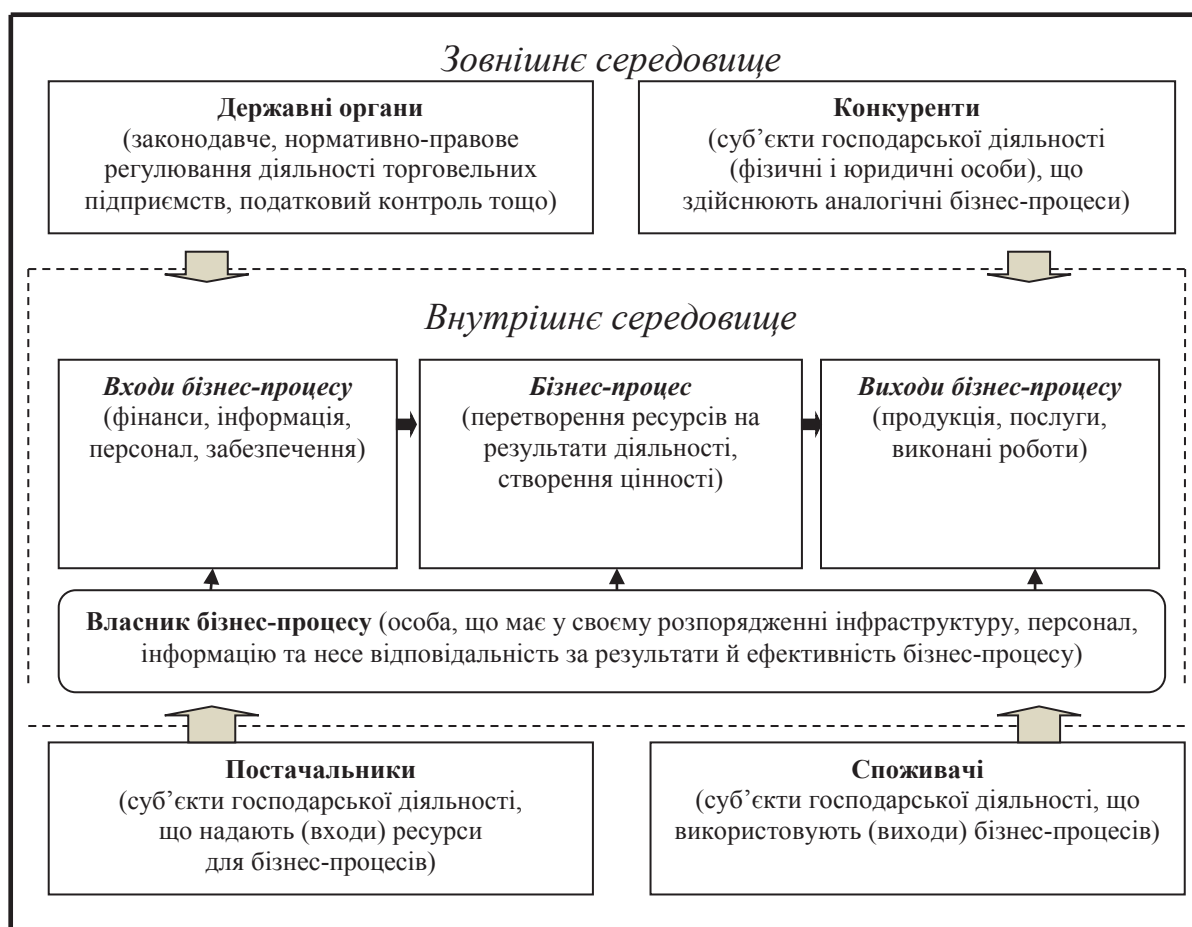 Зовнішнє середовище
Державні органи
(законодавче, нормативно-правове
регулювання діяльності торговельних
підприємств, податковий контроль тощо)
Конкуренти
(суб’єкти господарської діяльності
(фізичні і юридичні особи), що
здійснюють аналогічні бізнес-процеси)
Внутрішнє середовище
Входи бізнес-процесу
(фінанси, інформація,
персонал, забезпечення)
Бізнес-процес
(перетворення ресурсів на
результати діяльності,
створення цінності)
Виходи бізнес-процесу
(продукція, послуги,
виконані роботи)
Власник бізнес-процесу (особа, що має у своєму розпорядженні інфраструктуру, персонал,
інформацію та несе відповідальність за результати й ефективність бізнес-процесу)
Постачальники
(суб’єкти господарської діяльності,
що надають (входи) ресурси
для бізнес-процесів)
Споживачі
(суб’єкти господарської діяльності, що
використовують (виходи) бізнес-процесів)